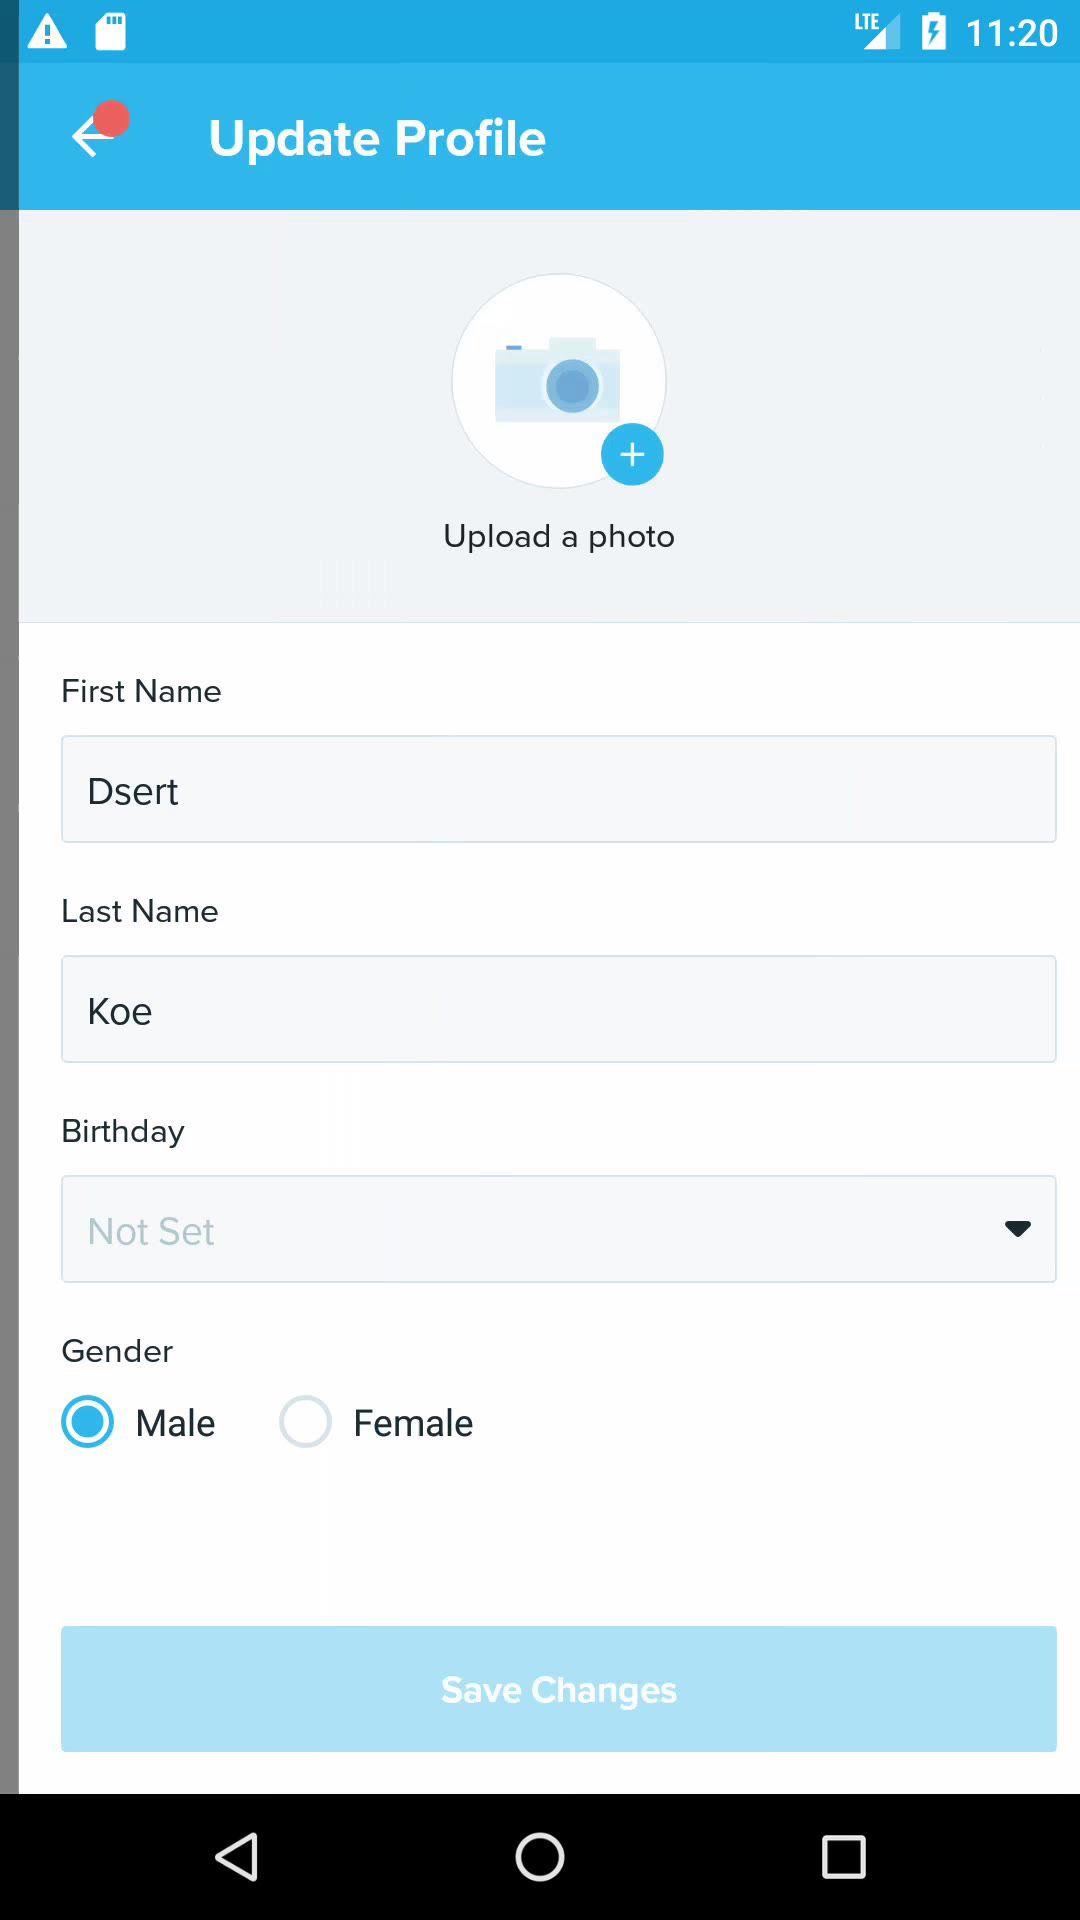 LTE 11:20
Update Profile
Upload a photo
First Name
Dsert
Last Name
Koe
Birthday
Not Set
Gender
Male Female
Save Changes